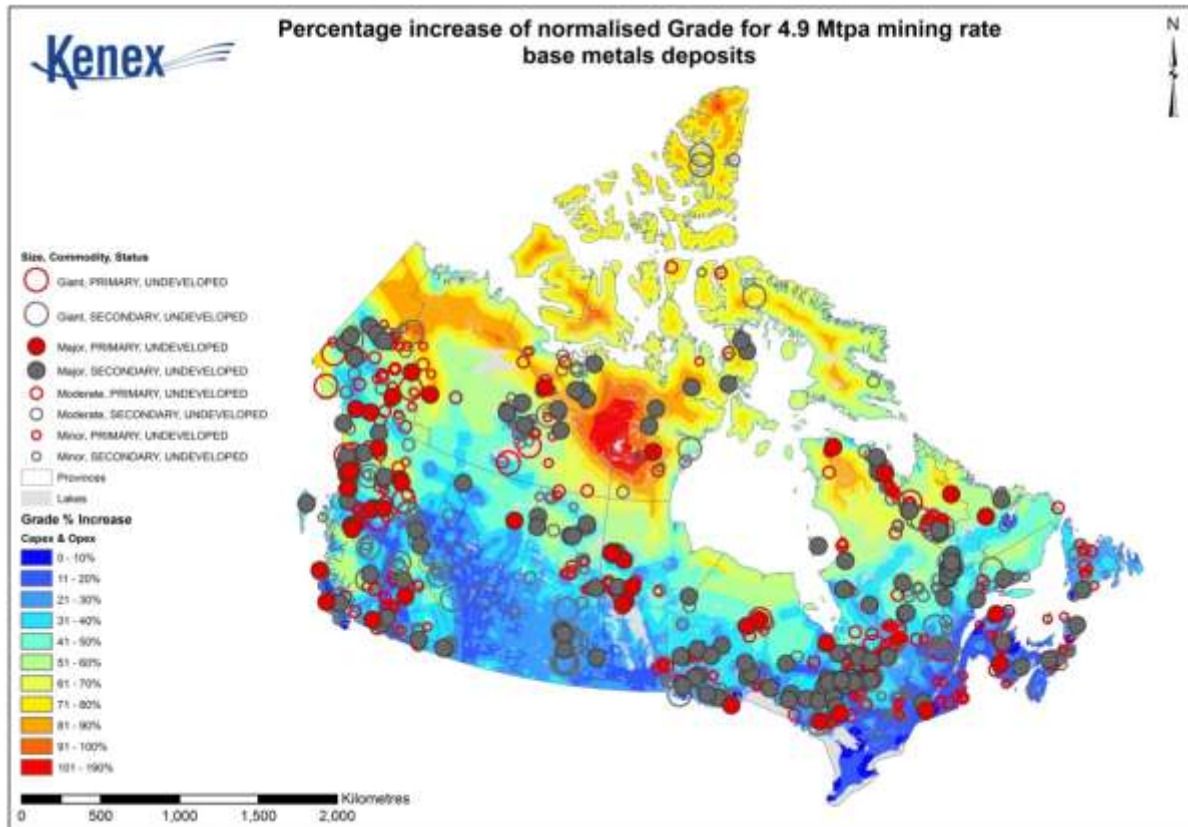 Kenex
Percentage increase of normalised Grade for 4.9 Mtpa mining rate
base metals deposits
N
Size, Commodity, Status
Giant, PRIMARY, UNDEVELOPED
Giant, SECONDARY, UNDEVELOPED
Major, PRIMARY, UNDEVELOPED
Major, SECONDARY, UNDEVELOPED
Moderate, PRIMARY, UNDEVELOPED
Moderate, SECONDARY, UNDEVELOPED
Minor, PRIMARY, UNDEVELOPED
Minor, SECONDARY, UNDEVELOPED
Provinces
Lakes
Grade % Increase
Capex & Opex
0 - 10%
11 - 20%
21 - 30%
31 - 40%
41 - 50%
51 - 60%
61 - 70%
71 - 80%
81 - 90%
91 - 100%
101 - 190%
Kilometres
0 500 1,000 1,500 2,000